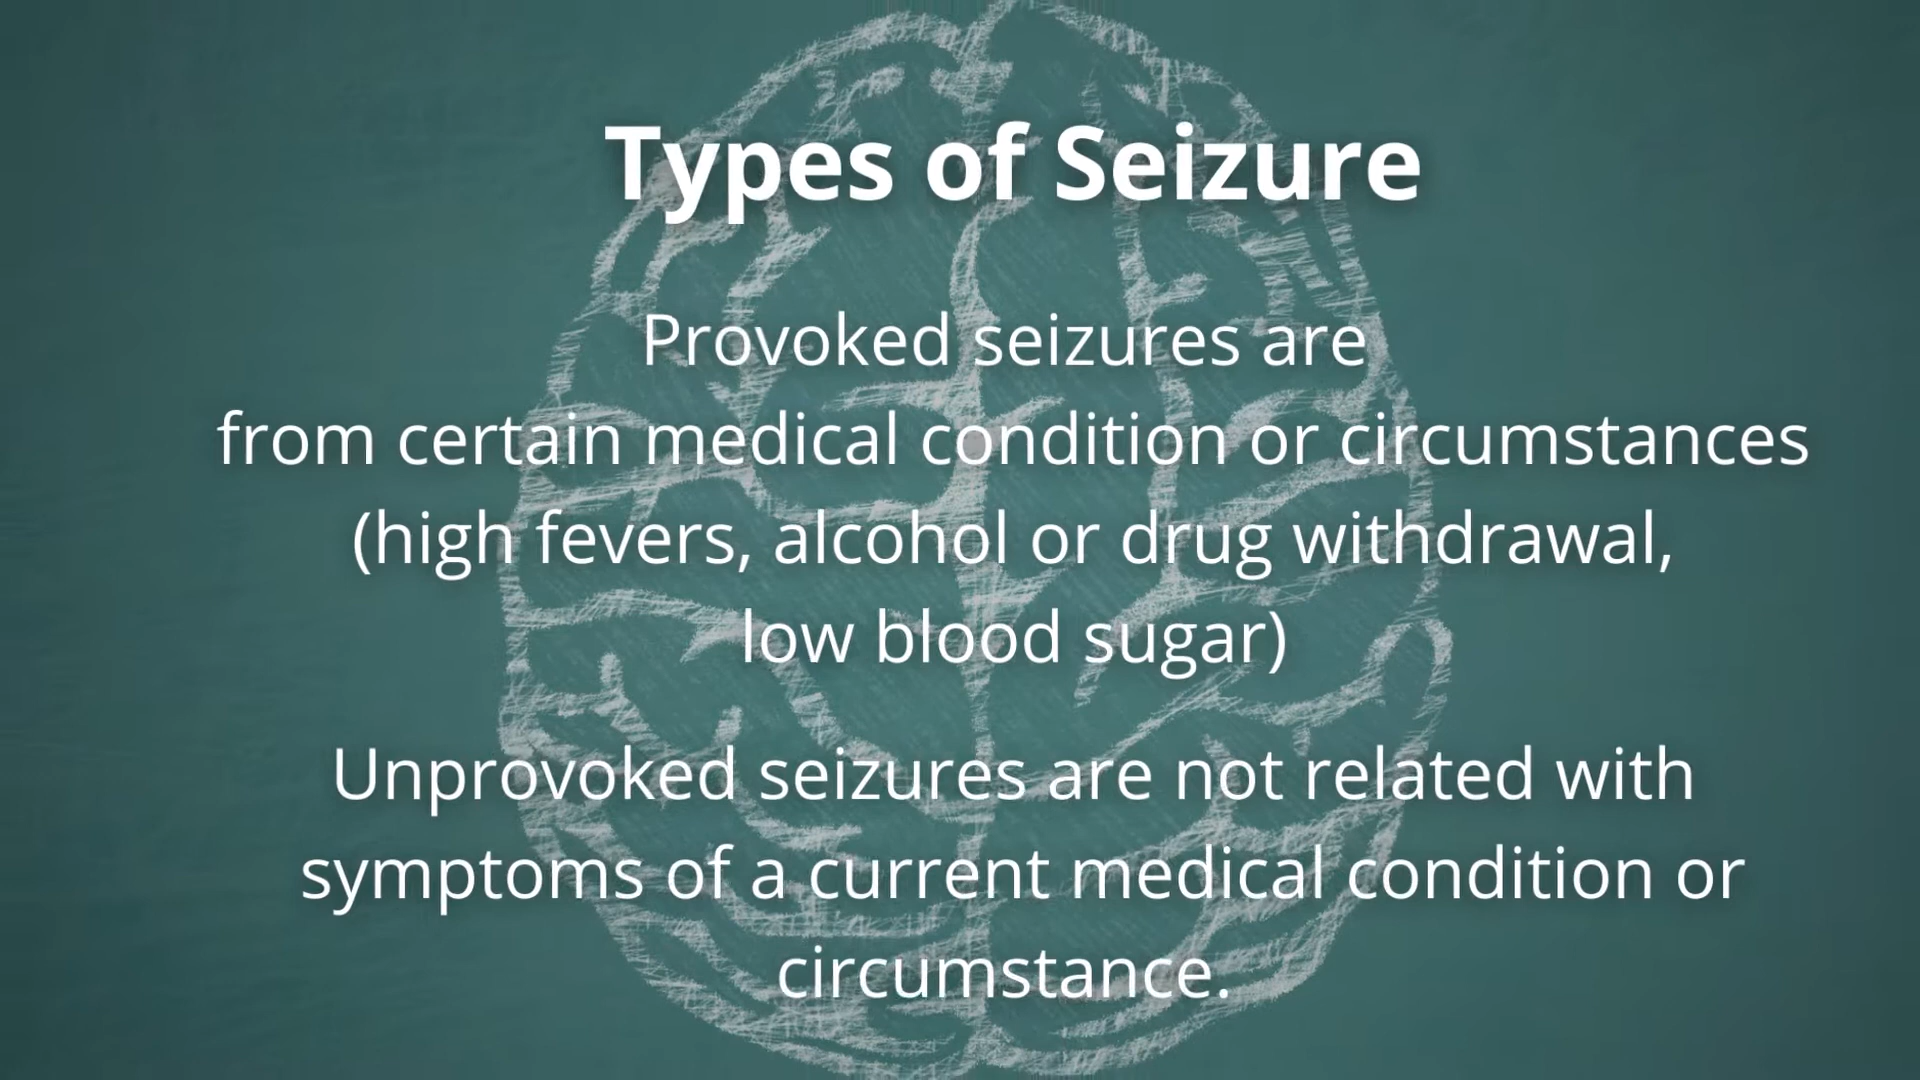 Types of Seizure
Provoked seizures are
from certain medical condition or circumstances
(high fevers, alcohol or drug withdrawal,
low blood sugar)
Unprovoked seizures are not related with
symptoms of a current medical condition or
circumstance.